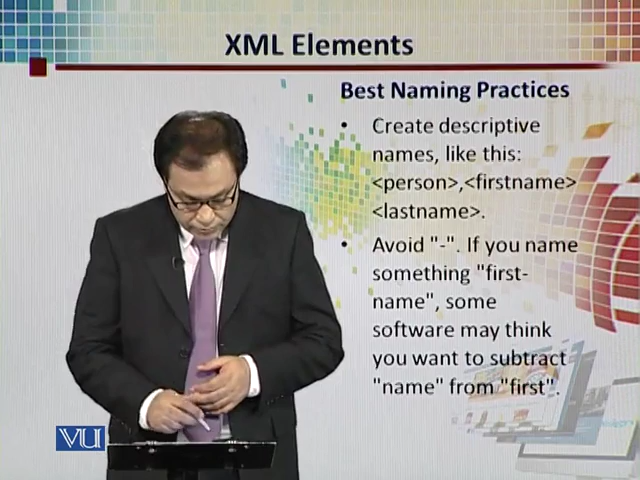 XML Elements
Best Naming Practices
• Create descriptive
names, like this:
<person>,<firstname>
<lastname>.
• Avoid "-". If you name
something "first-
name", some
software may think
you want to subtract
"name" from "first".
VU